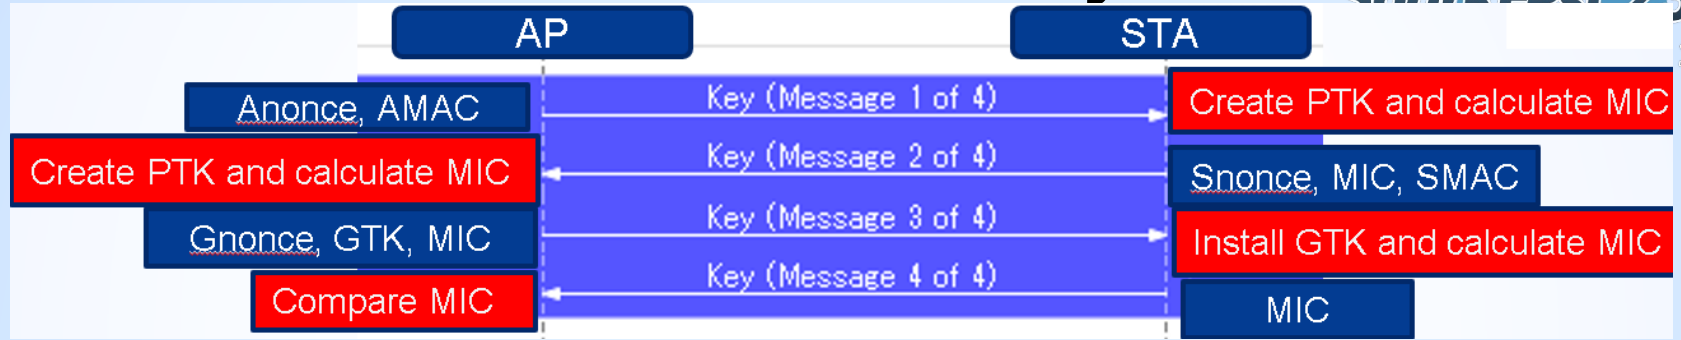 AP
STA
Anonce, AMAC
Key (Message 1 of 4)
Create PTK and calculate MIC
Create PTK and calculate MIC
Key (Message 2 of 4)
Snonce, MIC, SMAC
Gnonce, GTK, MIC
Key (Message 3 of 4)
Install GTK and calculate MIC
Compare MIC
Key (Message 4 of 4)
MIC